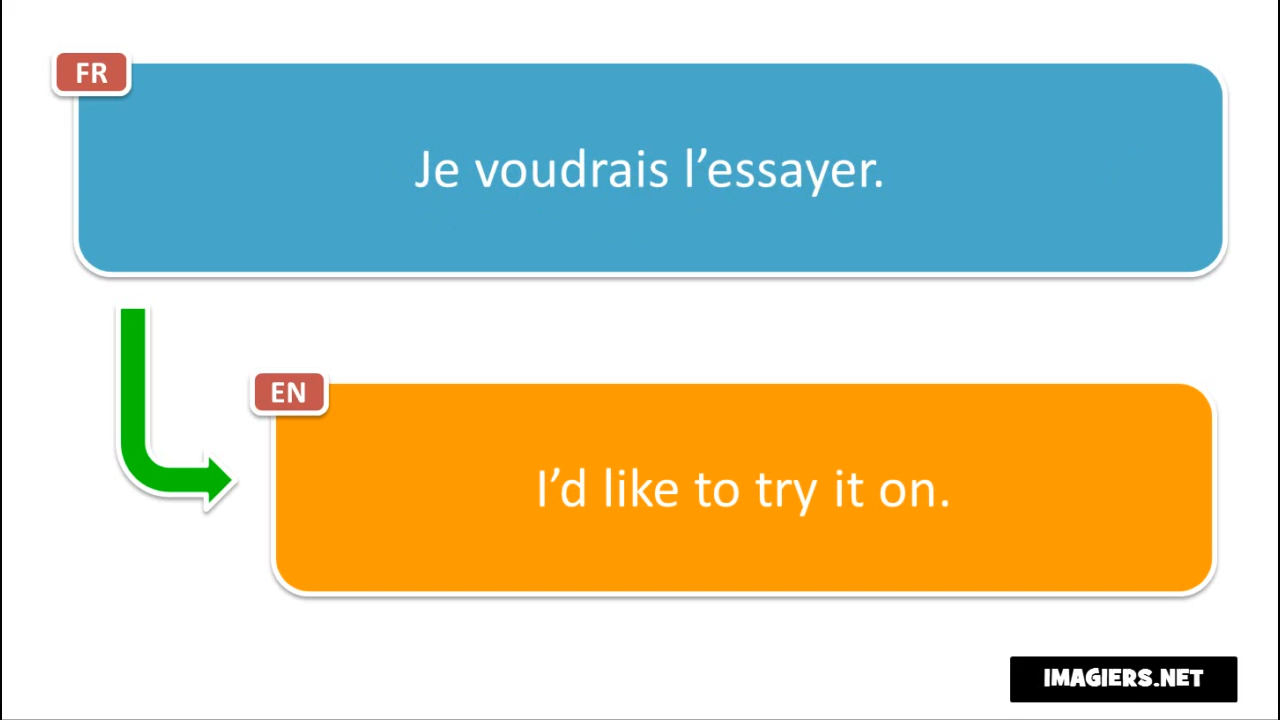 FR
Je voudrais l’essayer.
EN
I’d like to try it on.
IMAGIERS.NET